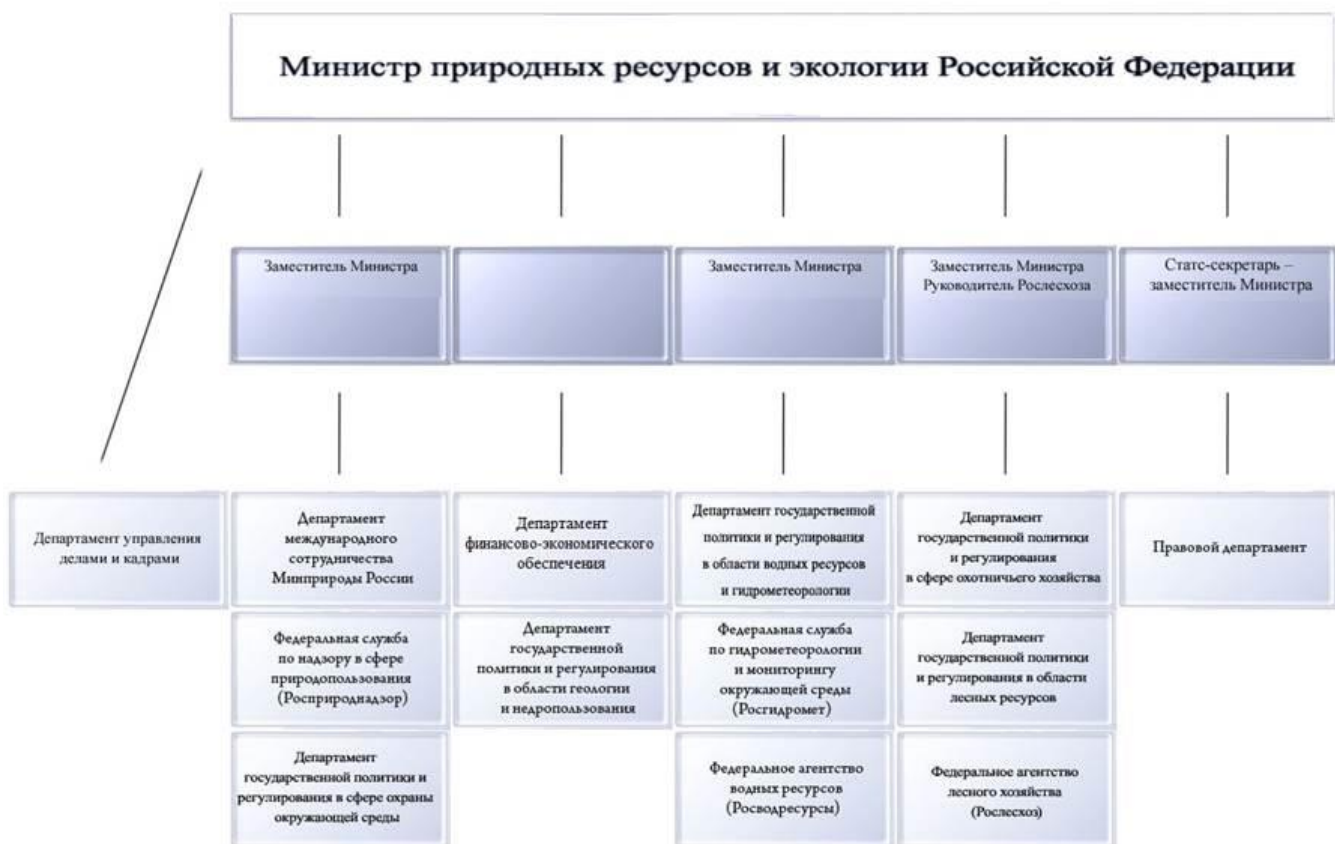 Министр природных ресурсов и экологии Российской Федерации
Заместитель Министра
Заместитель Министра
Заместитель Министра
Руководитель Рослесхоза
Статс-секретарь –
заместитель Министра
Департамент управления
делами и кадрами
Департамент
международного
сотрудничества
Минприроды России
Департамент
финансово-экономического
обеспечения
Департамент государственной
политики и регулирования
в области водных ресурсов
и гидрометеорологии
Департамент
государственной политики
и регулирования
в сфере охотничьего хозяйства
Правовой департамент
Федеральная служба
по надзору в сфере
природопользования
(Росприроднадзор)
Департамент
государственной
политики и регулирования
в области геологии
и недропользования
Федеральная служба
по гидрометеорологии
и мониторингу
окружающей среды
(Росгидромет)
Департамент
государственной политики
и регулирования в области
лесных ресурсов
Департамент
государственной политики и
регулирования в сфере охраны
окружающей среды
Федеральное агентство
водных ресурсов
(Росводресурсы)
Федеральное агентство
лесного хозяйства
(Рослесхоз)